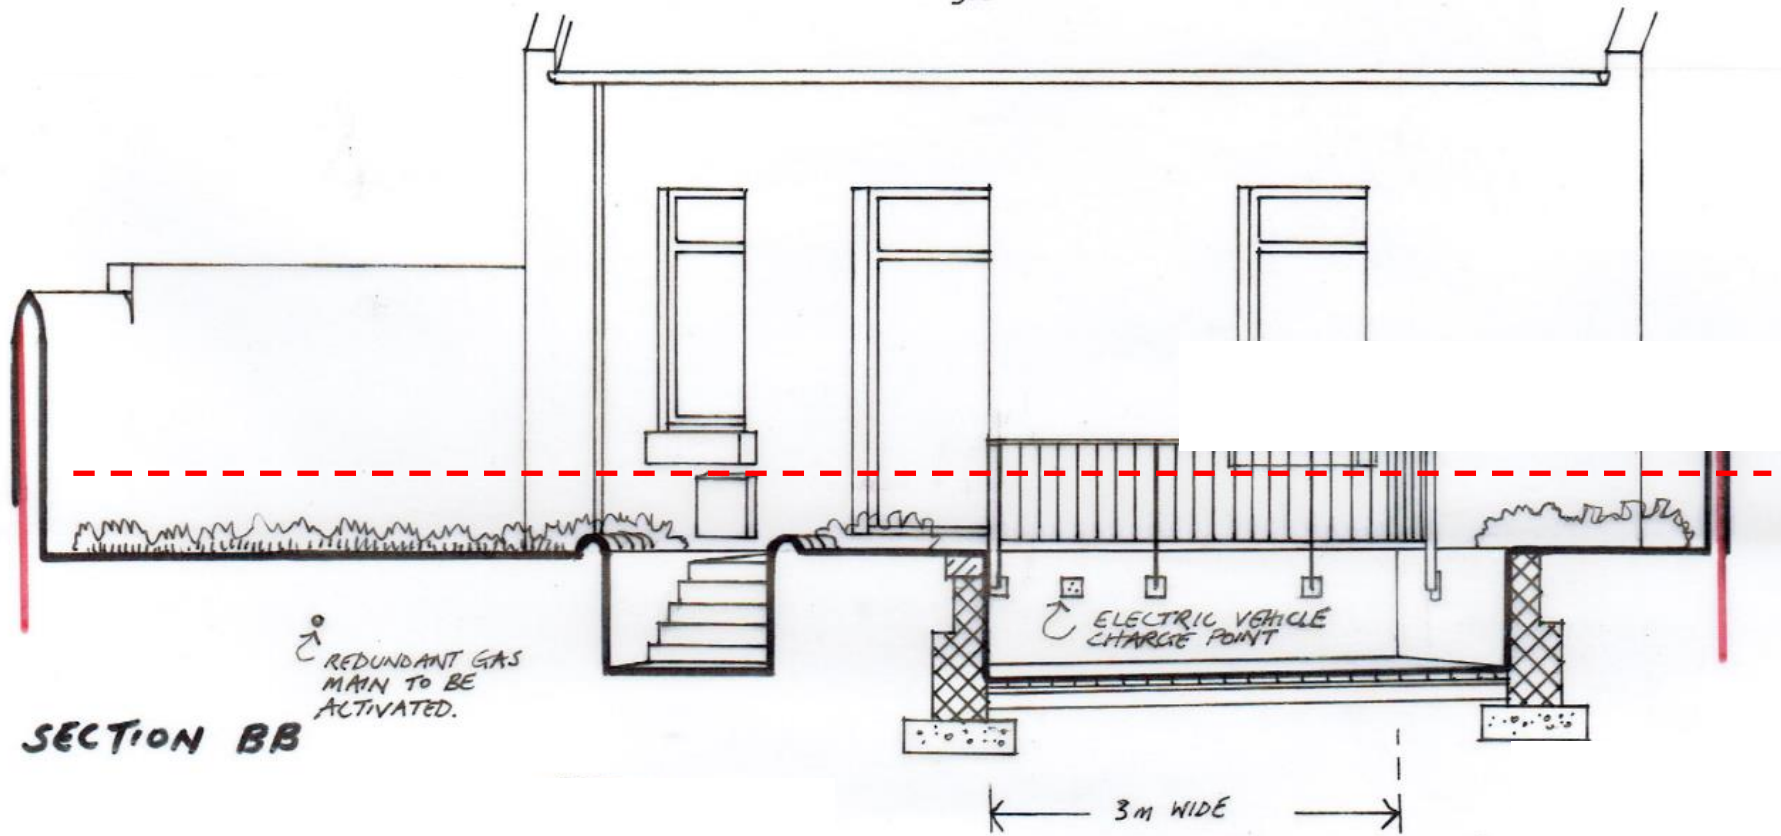 ELECTRIC VEHICLE
CHARGE POINT
REDUNDANT GAS
MAIN TO BE
ACTIVATED.
SECTION BB
3m WIDE